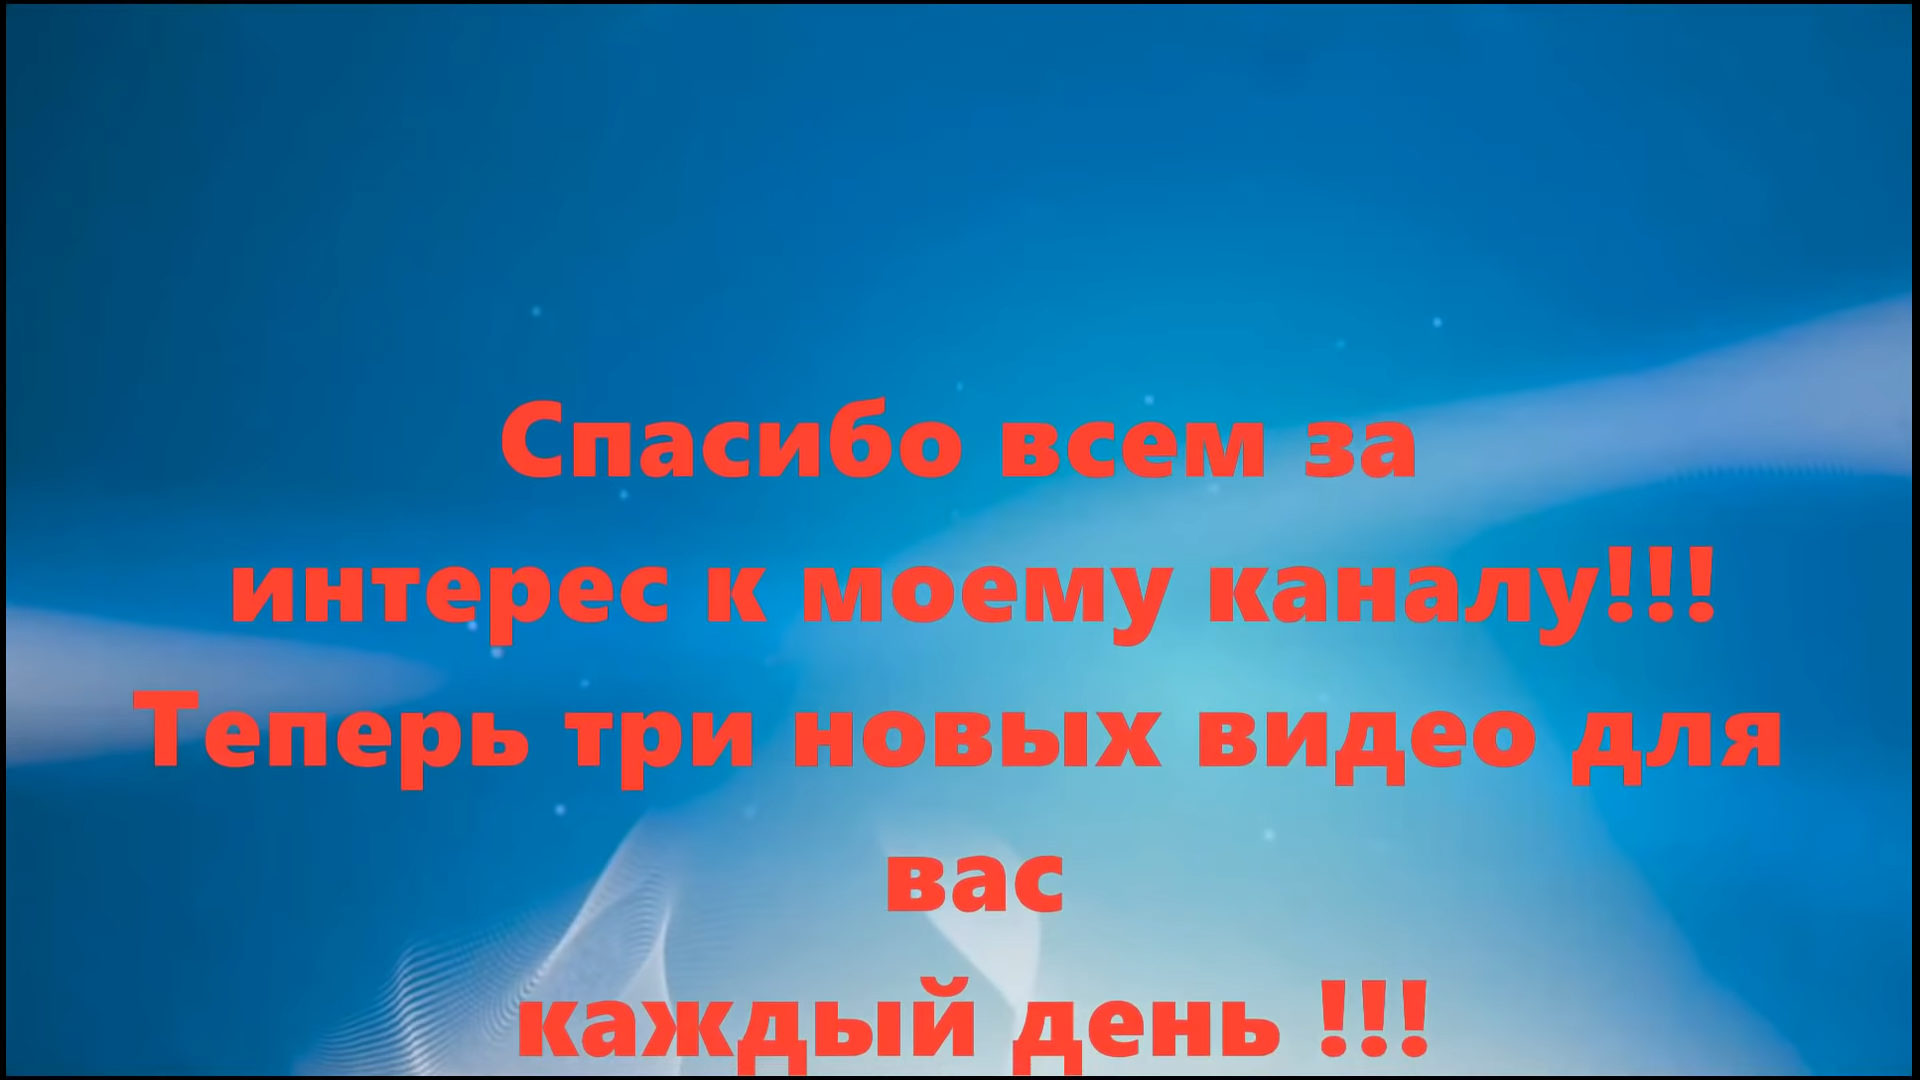 Спасибо всем за
интерес к моему каналу!!!
Теперь три новых видео для
вас
каждый день !!!